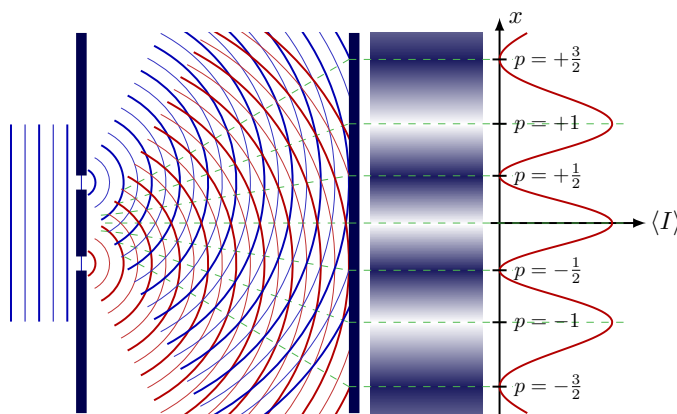 x
p = +3/2
p = +1
p = +1/2
⟨I⟩
p = −1/2
p = −1
p = −3/2